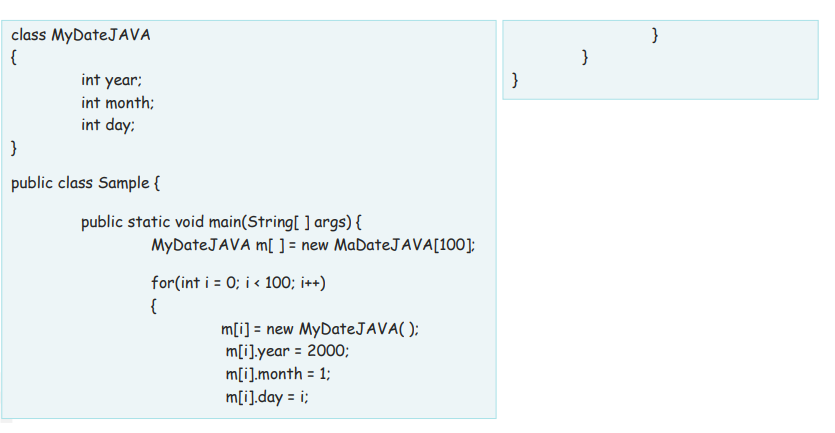 class MyDateJAVA
{
int year;
int month;
int day;
}
public class Sample {
public static void main(String[ ] args) {
MyDateJAVA m[ ] = new MaDateJAVA[100];
for(int i = 0; i < 100; i++)
{
m[i] = new MyDateJAVA( );
m[i].year = 2000;
m[i].month = 1;
m[i].day = i;
}
}
}